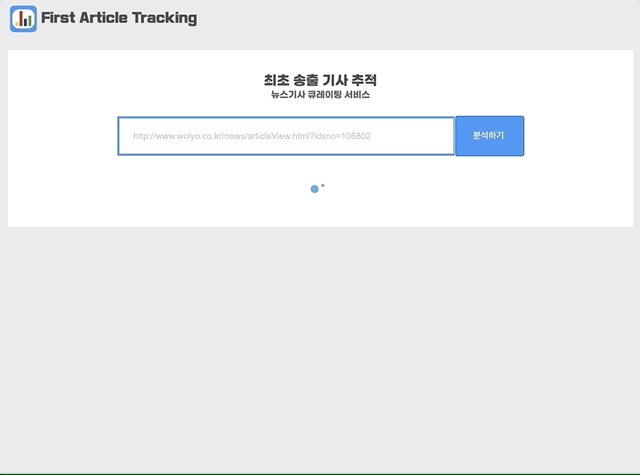 First Article Tracking
최초 송출 기사 추적
뉴스기사 큐레이팅 서비스
http://www.wolyo.co.kr/news/articleView.html?idxno=106802
분석하기